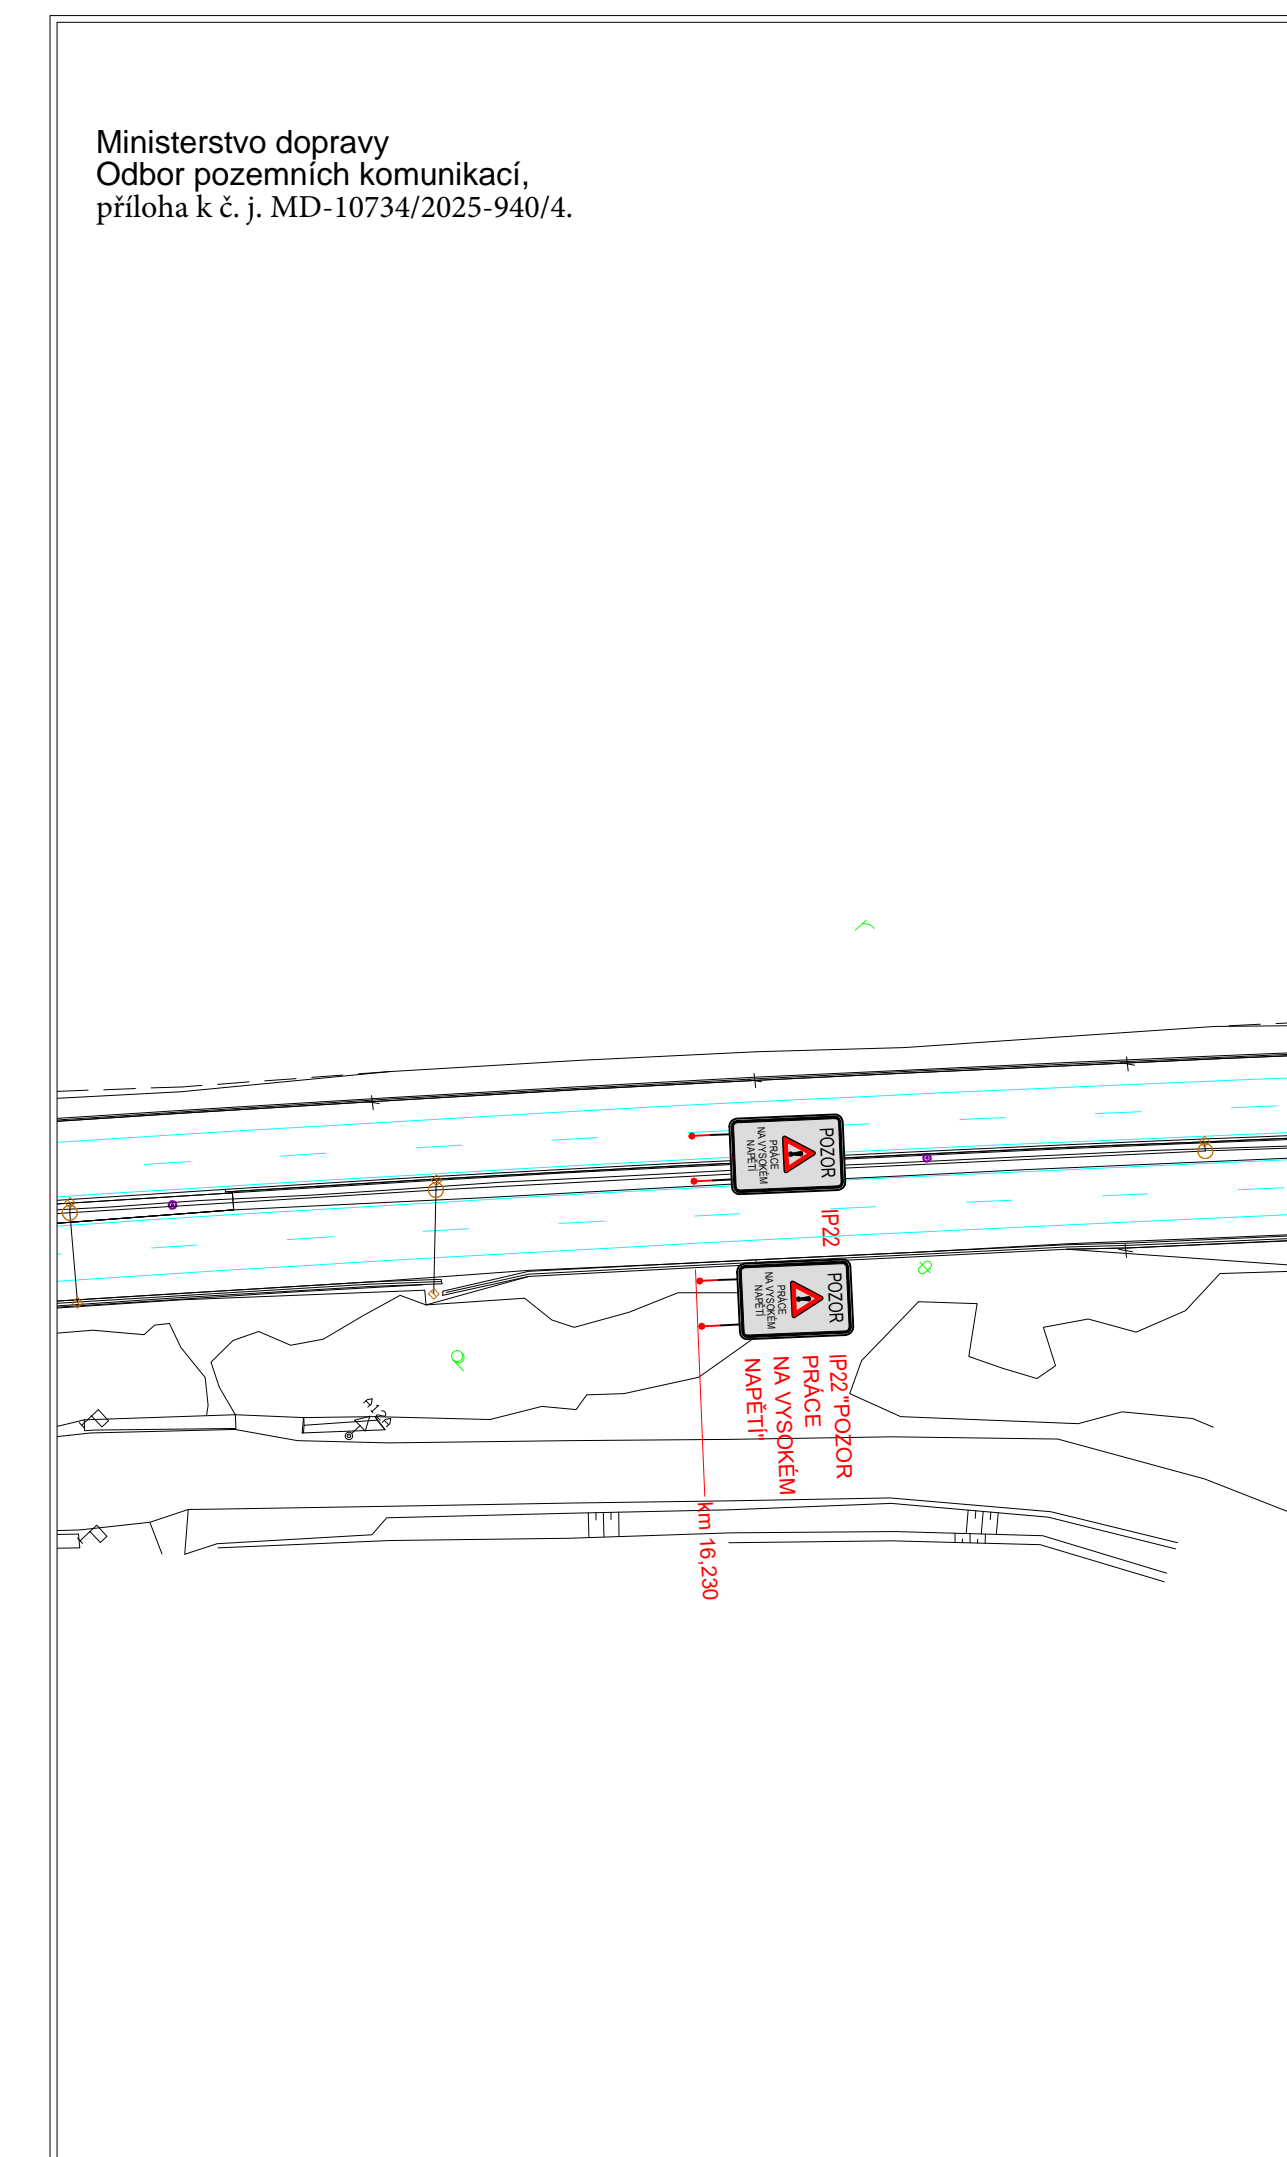 Ministerstvo dopravy
Odbor pozemních komunikací,
příloha k č. j. MD-10734/2025-940/4.
POZOR
PRÁCE
NA VYSOKÉM
NAPĚTÍ
IP22
POZOR
PRÁCE
NA VYSOKÉM
NAPĚTÍ
IP22 "POZOR
PRÁCE
NA VYSOKÉM
NAPĚTÍ"
A12A
km 16,230